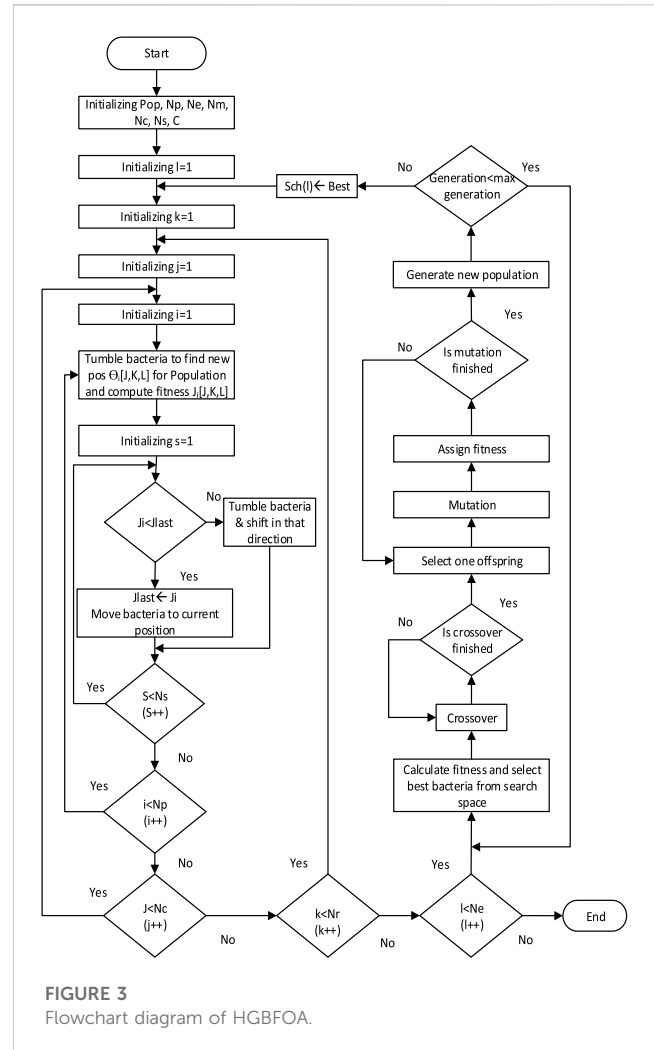 Start
Initializing Pop, Np, Ne, Nm,
Nc, Ns, C
Initializing l=1
Initializing k=1
Initializing j=1
Initializing i=1
Tumble bacteria to find new
pos Θᵢ[J,K,L] for Population
and compute fitness Jᵢ[J,K,L]
Initializing s=1
Ji<Jlast
No
Tumble bacteria
& shift in that
direction
Yes
Jlast← Ji
Move bacteria to current
position
S<Ns
(S++)
Yes
No
i<Np
(i++)
Yes
No
J<Nc
(j++)
Yes
No
k<Nr
(k++)
Yes
No
l<Ne
(l++)
Yes
No
End
Calculate fitness and select
best bacteria from search
space
Crossover
Is crossover
finished
No
Yes
Select one offspring
Mutation
Assign fitness
Is mutation
finished
No
Yes
Generate new population
Generation<max
generation
No
Yes
Sch(l)← Best
FIGURE 3
Flowchart diagram of HGBFOA.